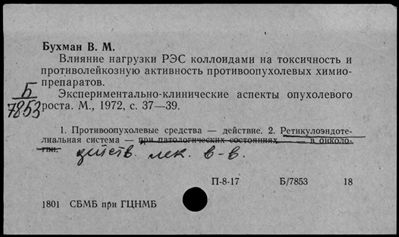 Бухман В. М.
Влияние нагрузки РЭС коллоидами на токсичность и
противолейкозную активность противоопухолевых химио-
препаратов.
Б
7853
Экспериментально-клинические аспекты опухолевого
роста. М., 1972, с. 37—39.
1. Противоопухолевые средства — действие. 2. Ретикулоэндоте-
лиальная система — при патологических состояниях — в онколо-
гии.
действ. лек. в-в.
П-8-17 Б/7853 18
1801 СБМБ при ГЦНМБ